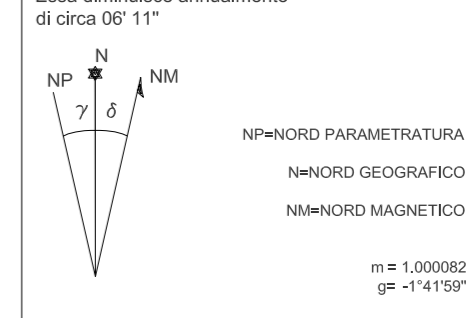 di circa 06' 11"
N
NP
NM
γ
δ
NP=NORD PARAMETRATURA
N=NORD GEOGRAFICO
NM=NORD MAGNETICO
m = 1.000082
g= -1°41'59"